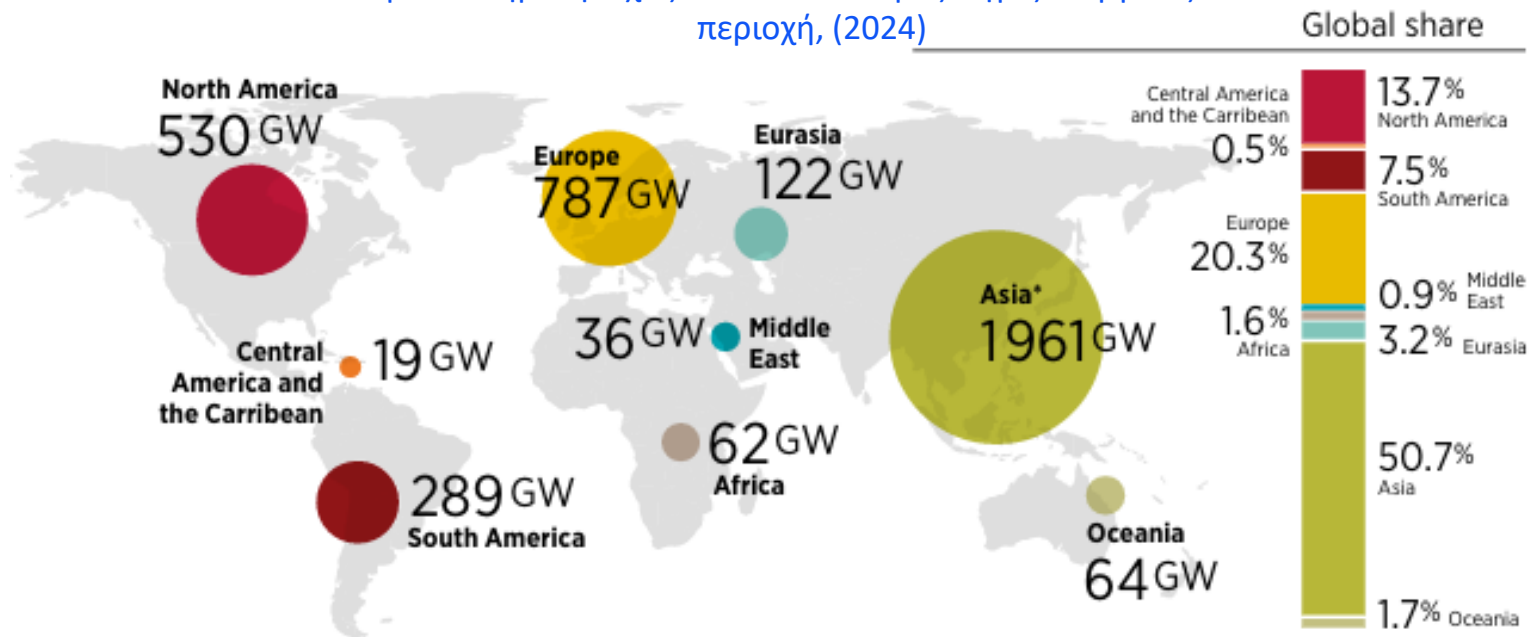 περιοχή, (2024)
Global share
North America
530 GW
Europe
787 GW
Eurasia
122 GW
Asia*
1961 GW
36 GW
Middle
East
Central
America and
the Carribean
19 GW
62 GW
Africa
289 GW
South America
Oceania
64 GW
Central America
and the Carribean
0.5%
13.7%
North America
7.5%
South America
Europe
20.3%
0.9% Middle
East
1.6%
Africa
3.2% Eurasia
50.7%
Asia
1.7% Oceania